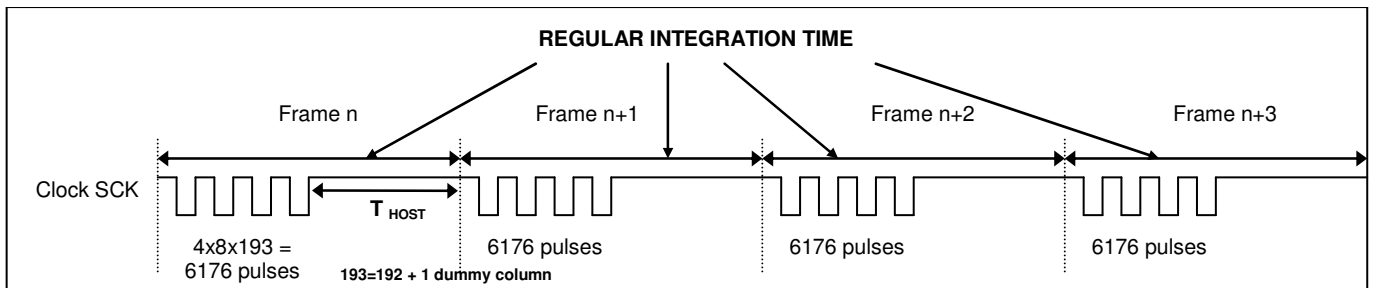 REGULAR INTEGRATION TIME
Frame n
Frame n+1
Frame n+2
Frame n+3
Clock SCK
T HOST
4x8x193 =
6176 pulses
193=192 + 1 dummy column
6176 pulses
6176 pulses
6176 pulses